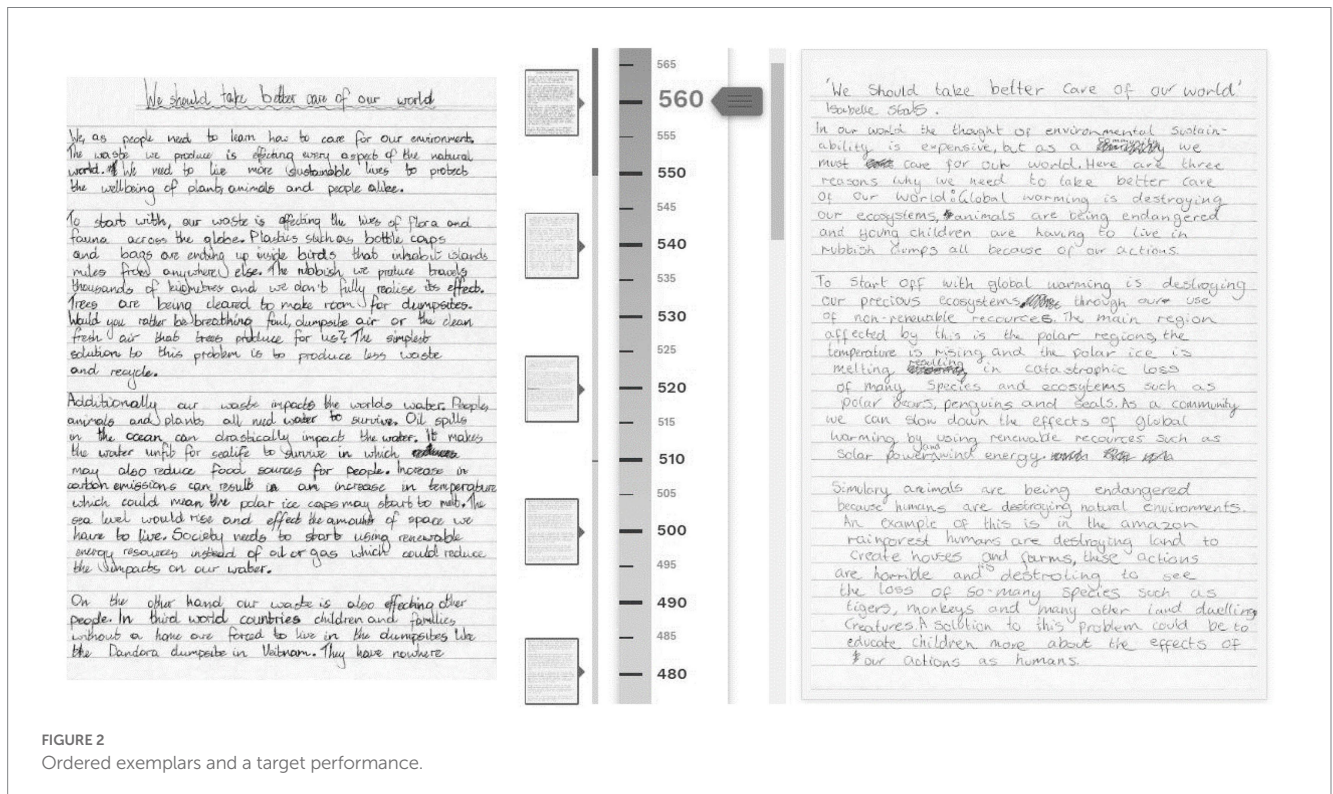 We should take better care of our world
We, as people need to learn how to care for our environments.
The waste we produce is effecting every aspect of the natural
world. We need to live more sustainable lives to protect
the wellbeing of plants, animals and people alike.
To start with, our waste is affecting the lives of flora and
fauna across the globe. Plastics such as bottle caps
and bags are ending up inside birds that inhabit islands
miles from anywhere else. The rubbish we produce travels
thousands of kilometres and we don't fully realise its effect.
Trees are being cleared to make room for dumpsites.
Would you rather be breathing foul, dumpsite air or the clean
fresh air that trees produce for us? The simplest
solution to this problem is to produce less waste
and recycle.
Additionally our waste impacts the worlds water. People,
animals and plants all need water to survive. Oil spills
in the ocean can drastically impact the water. It makes
the water unfit for sealife to survive in which
may also reduce food sources for people. Increase in
carbon emissions can result in an increase in temperature
which could mean the polar ice caps may start to melt. The
sea level would rise and effect the amount of space we
have to live. Society needs to start using renewable
energy resources instead of oil or gas which could reduce
the impacts on our water.
On the other hand our waste is also effecting other
people. In third world countries children and families
without a home are forced to live in the dumpsites like
the Dandora dumpsite in Veitnam. They have nowhere
565
560
555
550
545
540
535
530
525
520
515
510
505
500
495
490
485
480
'We should take better care of our world'
Isabelle
In our world the thought of environmental sustain-
ability is expensive, but as a community we
must care for our world. Here are three
reasons why we need to take better care
of our world: Global warming is destroying
our ecosystems, animals are being endangered
and young children are having to live in
rubbish dumps all because of our actions.
To start off with global warming is destroying
our precious ecosystems through our use
of non-renewable recources. The main region
affected by this is the polar regions, the
temperature is rising and the polar ice is
melting resulting in catastrophic loss
of many species and ecosytems such as
polar bears, penguins and seals. As a community
we can slow down the effects of global
warming by using renewable recources such as
solar power and wind energy.
Simulary animals are being endangered
because humans are destroying natural environments.
An example of this is in the amazon
rainforest humans are destroying land to
create houses and farms, these actions
are horrible and destroting to see
the loss of so-many species such as
tigers, monkeys and many other land dwelling
creatures. A solution to this problem could be to
educate children more about the effects of
our actions as humans.
FIGURE 2
Ordered exemplars and a target performance.